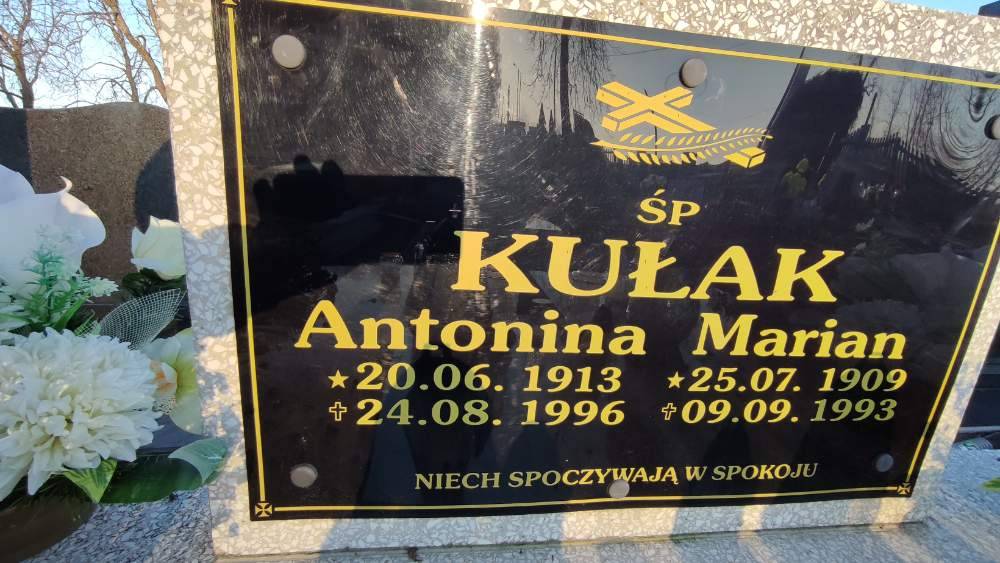 ŚP
KUŁAK
Antonina Marian
★20.06. 1913 ★25.07. 1909
✝24.08. 1996 ✝09.09. 1993
NIECH SPOCZYWAJĄ W SPOKOJU